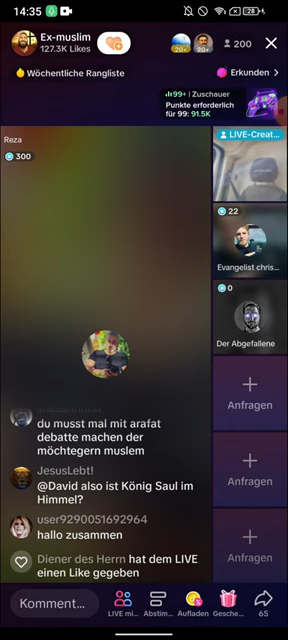 14:35
28
Ex-muslim
127.3K Likes
20+
20+
200
Wöchentliche Rangliste
Erkunden
99+ | Zuschauer
Punkte erforderlich
für 99: 91.5K
Reza
300
LIVE-Creat...
22
Evangelist chris...
0
Der Abgefallene
Anfragen
Anfragen
Anfragen
du musst mal mit arafat
debatte machen der
möchtegern muslem
JesusLebt!
@David also ist König Saul im
Himmel?
user9290051692964
hallo zusammen
Diener des Herrn hat dem LIVE
einen Like gegeben
Komment...
LIVE mi...
Abstim...
Aufladen
Gesche...
65